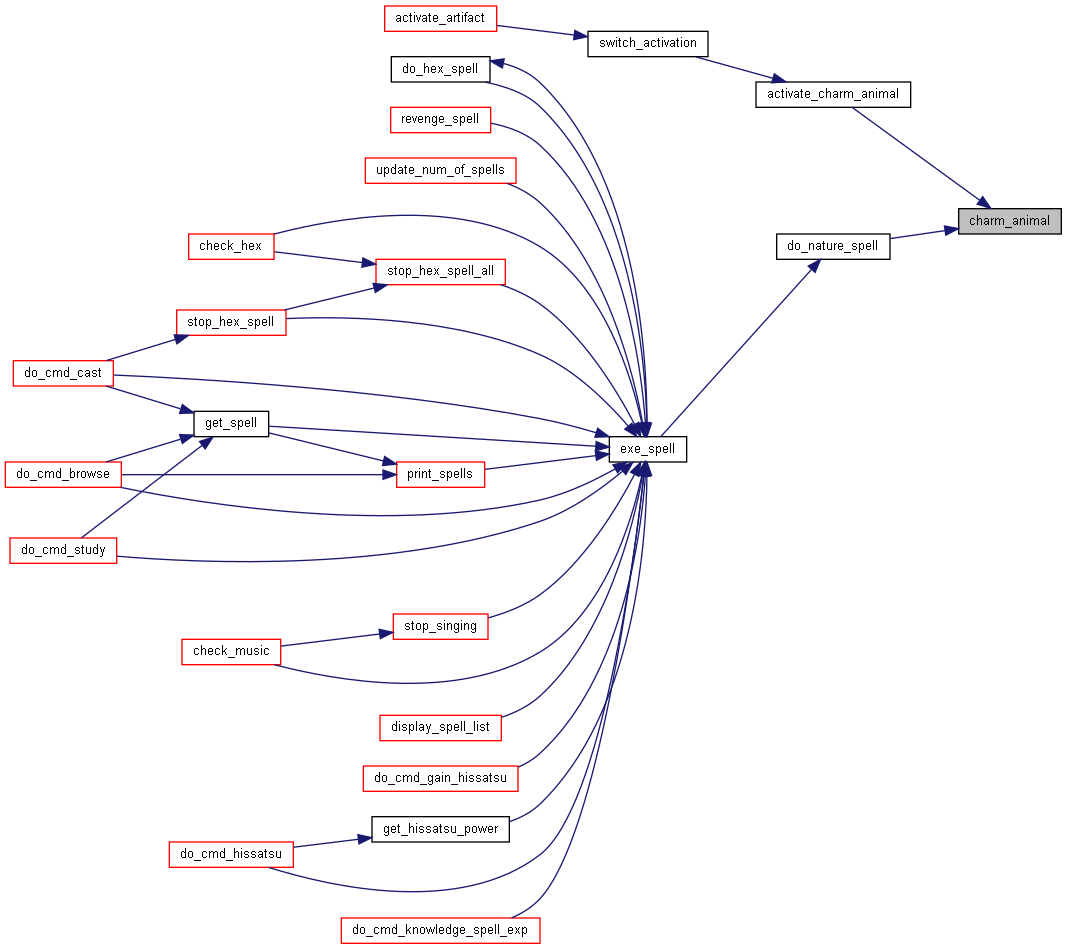 activate_artifact
switch_activation
do_hex_spell
activate_charm_animal
revenge_spell
update_num_of_spells
charm_animal
check_hex
do_nature_spell
stop_hex_spell_all
stop_hex_spell
do_cmd_cast
get_spell
exe_spell
do_cmd_browse
print_spells
do_cmd_study
stop_singing
check_music
display_spell_list
do_cmd_gain_hissatsu
get_hissatsu_power
do_cmd_hissatsu
do_cmd_knowledge_spell_exp